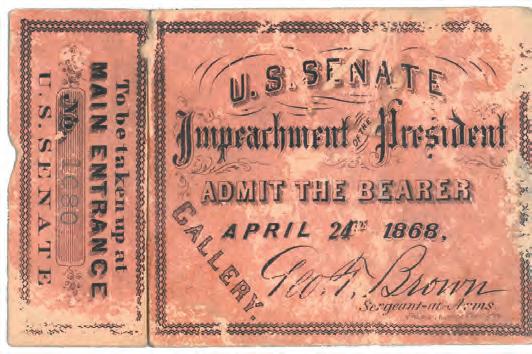 To be taken up at
MAIN ENTRANCE
No. 1080
U.S. SENATE
U.S. SENATE
Impeachment OF THE President
ADMIT THE BEARER
APRIL 24TH 1868.
GALLERY.
Geo. T. Brown
Sergeant-at-Arms